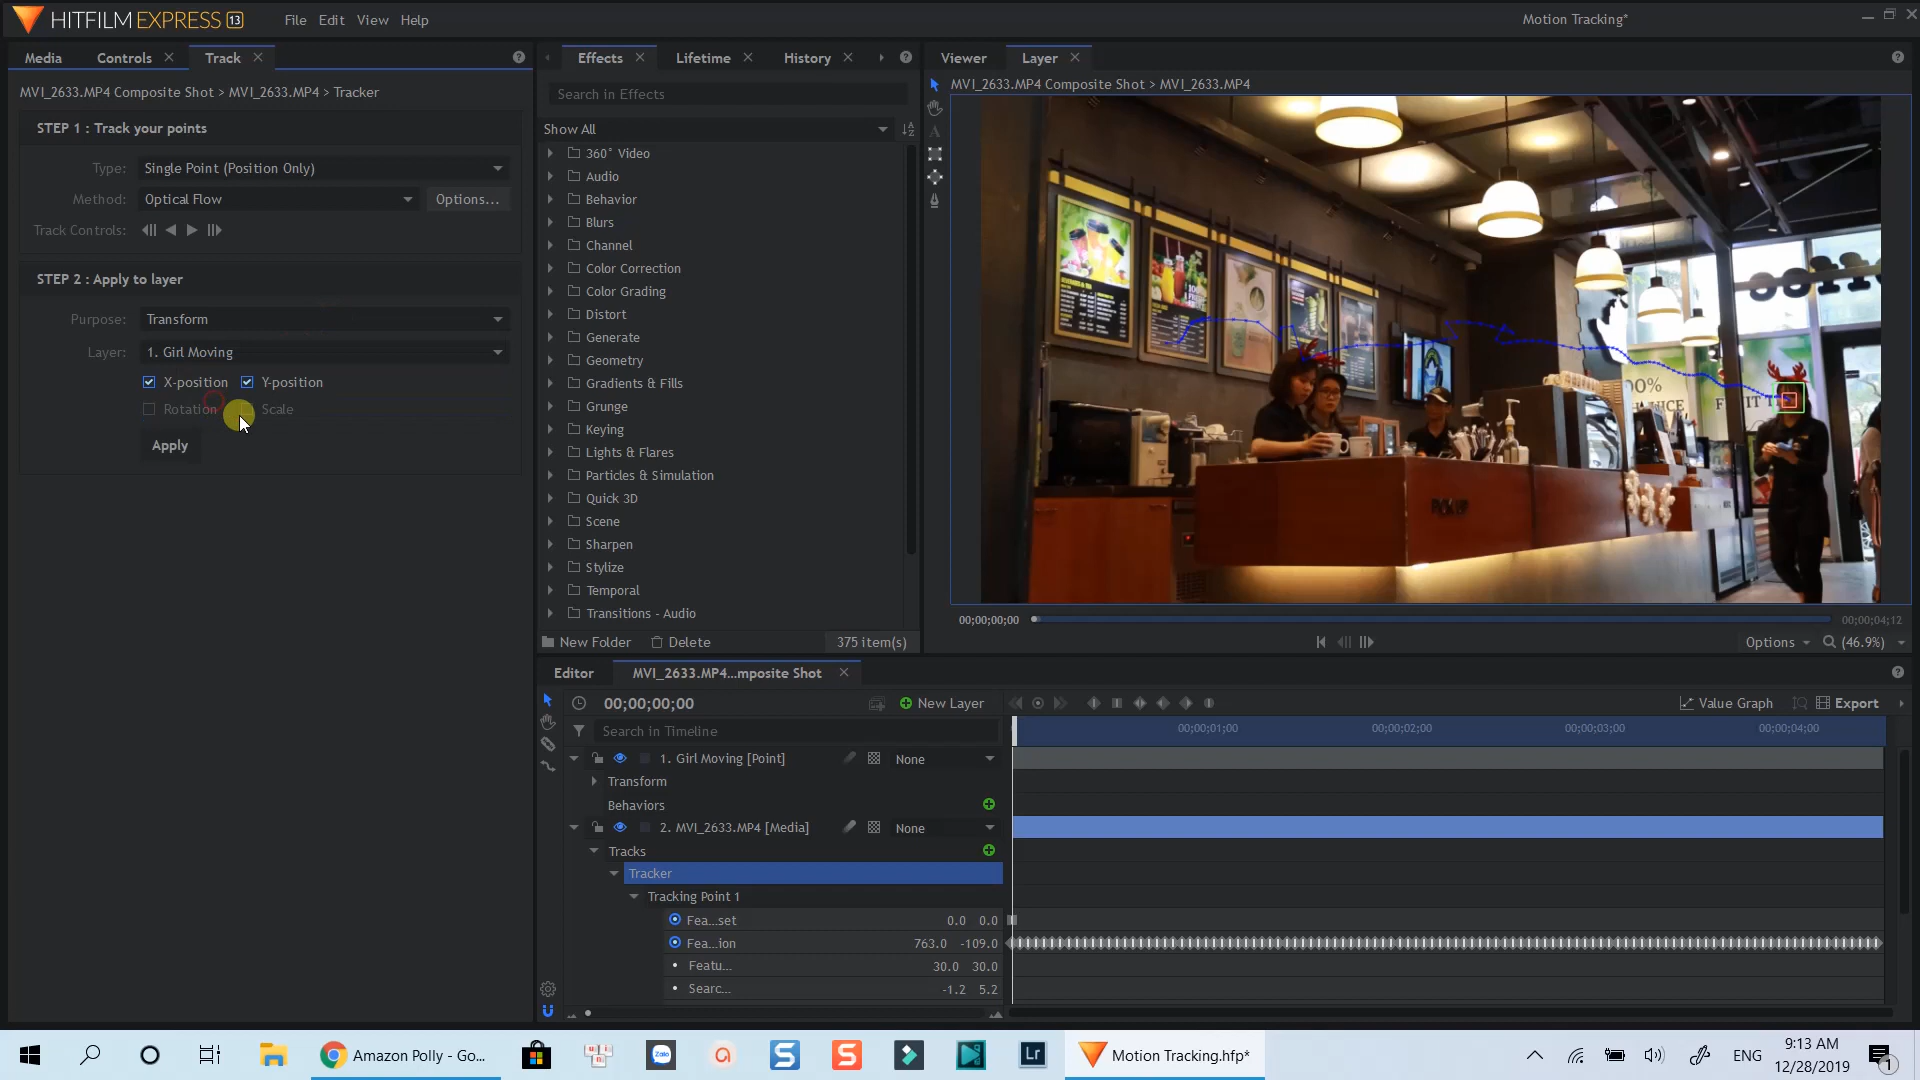 HITFILM EXPRESS 13
File Edit View Help
Motion Tracking*
Media Controls Track
Effects Lifetime History
Viewer Layer
MVI_2633.MP4 Composite Shot > MVI_2633.MP4 > Tracker
STEP 1 : Track your points
Type: Single Point (Position Only)
Method: Optical Flow Options...
Track Controls:
STEP 2 : Apply to layer
Purpose: Transform
Layer: 1. Girl Moving
X-position Y-position
Rotation Scale
Apply
Search in Effects
Show All
360° Video
Audio
Behavior
Blurs
Channel
Color Correction
Color Grading
Distort
Generate
Geometry
Gradients & Fills
Grunge
Keying
Lights & Flares
Particles & Simulation
Quick 3D
Scene
Sharpen
Stylize
Temporal
Transitions - Audio
New Folder Delete 375 item(s)
MVI_2633.MP4 Composite Shot > MVI_2633.MP4
PICK UP
00;00;00;00 00;00;04;12
Options (46.9%)
Editor MVI_2633.MP4...mposite Shot
00;00;00;00 New Layer Value Graph Export
Search in Timeline
00;00;01;00 00;00;02;00 00;00;03;00 00;00;04;00
1. Girl Moving [Point] None
Transform
Behaviors
2. MVI_2633.MP4 [Media] None
Tracks
Tracker
Tracking Point 1
Fea...set 0.0 0.0
Fea...ion 763.0 -109.0
Featu... 30.0 30.0
Searc... -1.2 5.2
Amazon Polly - Go...
Zalo
Lr
Motion Tracking.hfp*
ENG
9:13 AM
12/28/2019
1